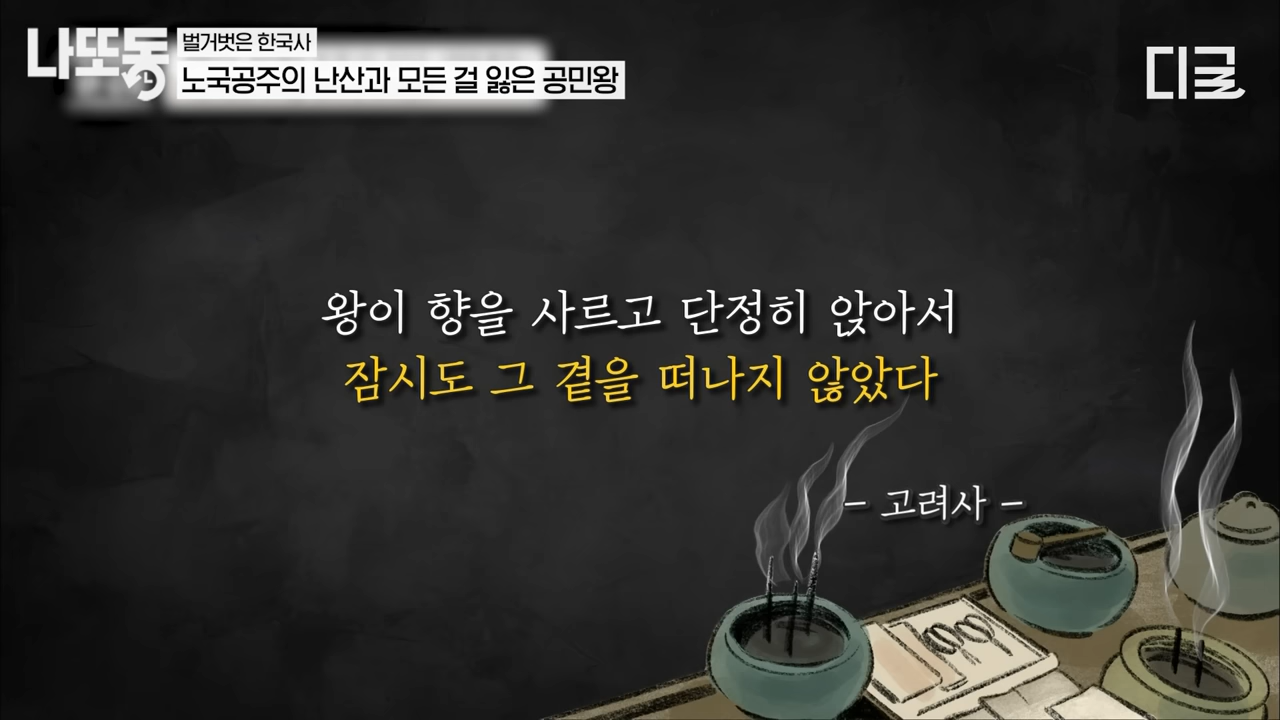 나또동
벌거벗은 한국사
노국공주의 난산과 모든 걸 잃은 공민왕
디글
왕이 향을 사르고 단정히 앉아서
잠시도 그 곁을 떠나지 않았다
– 고려사 –